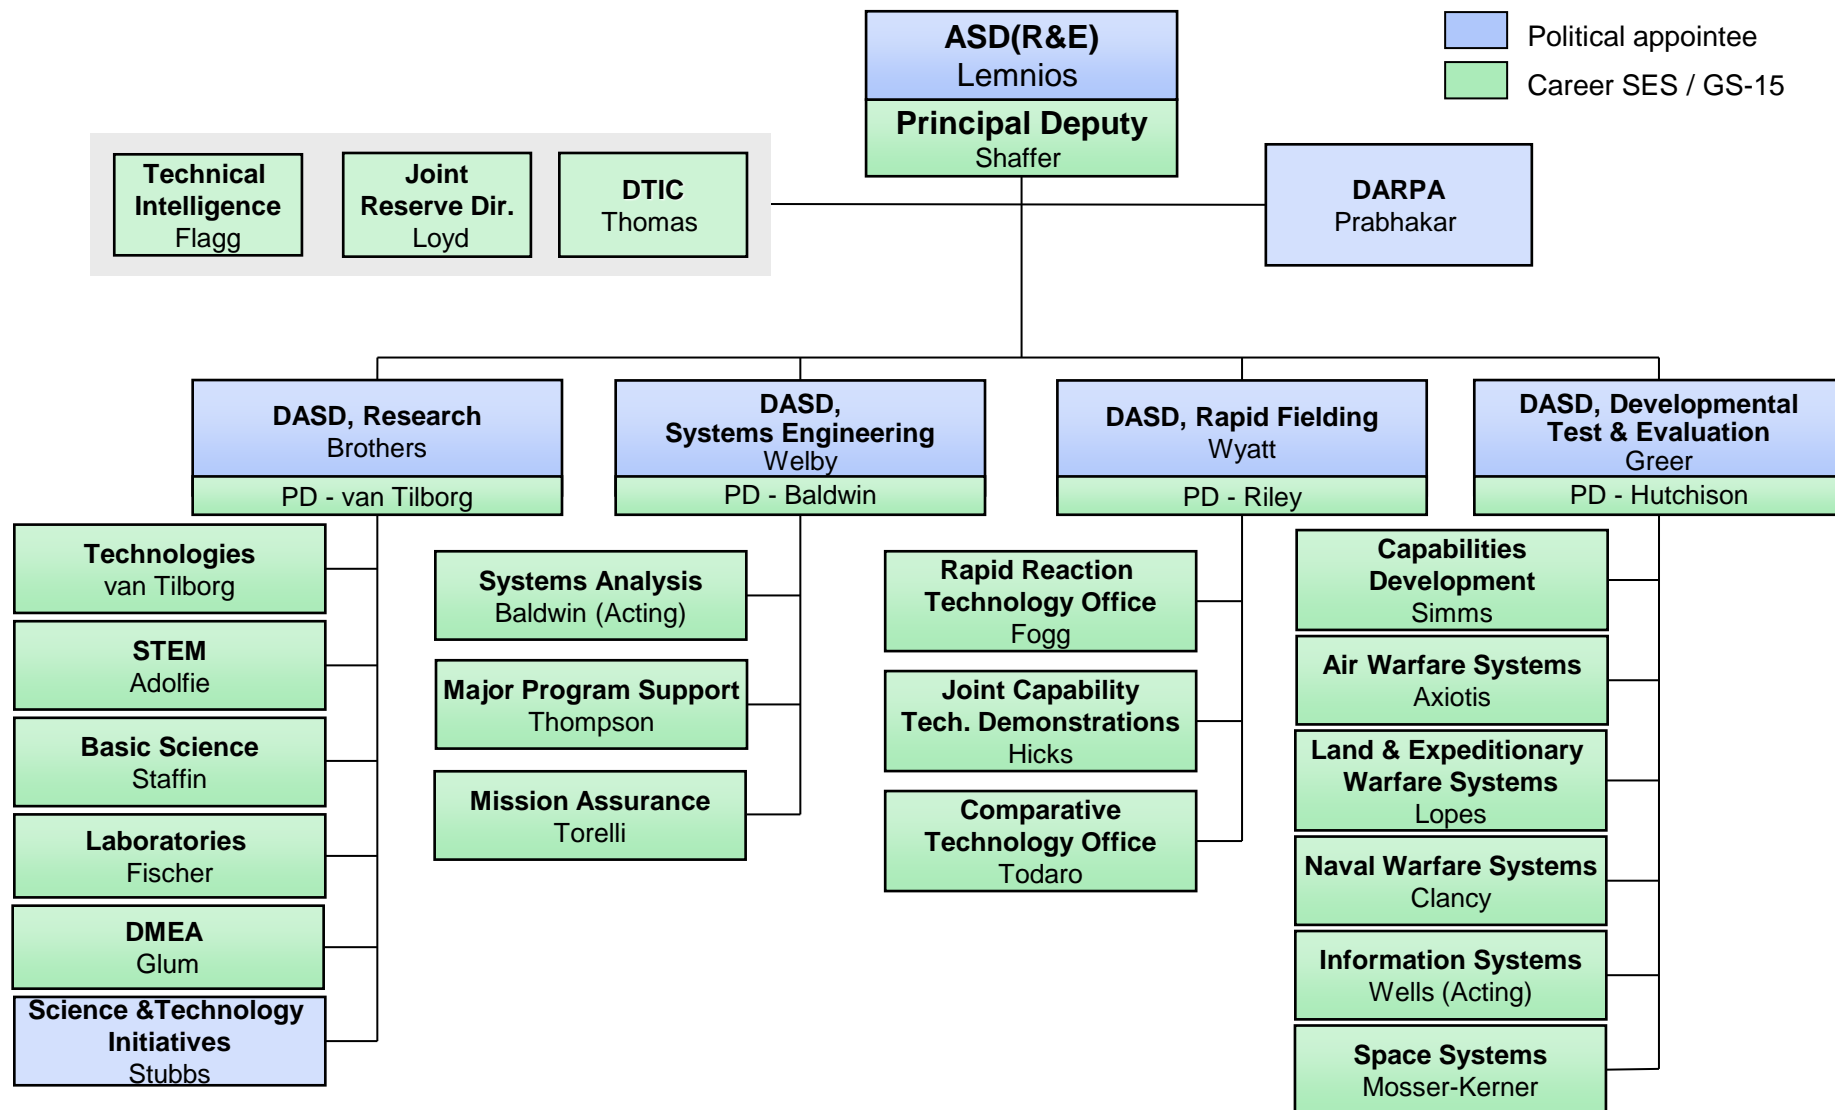 ASD(R&E)
Lemnios
Principal Deputy
Shaffer
Political appointee
Career SES / GS-15
Technical
Intelligence
Flagg
Joint
Reserve Dir.
Loyd
DTIC
Thomas
DARPA
Prabhakar
DASD, Research
Brothers
PD - van Tilborg
Technologies
van Tilborg
STEM
Adolfie
Basic Science
Staffin
Laboratories
Fischer
DMEA
Glum
Science &Technology
Initiatives
Stubbs
DASD,
Systems Engineering
Welby
PD - Baldwin
Systems Analysis
Baldwin (Acting)
Major Program Support
Thompson
Mission Assurance
Torelli
DASD, Rapid Fielding
Wyatt
PD - Riley
Rapid Reaction
Technology Office
Fogg
Joint Capability
Tech. Demonstrations
Hicks
Comparative
Technology Office
Todaro
DASD, Developmental
Test & Evaluation
Greer
PD - Hutchison
Capabilities
Development
Simms
Air Warfare Systems
Axiotis
Land & Expeditionary
Warfare Systems
Lopes
Naval Warfare Systems
Clancy
Information Systems
Wells (Acting)
Space Systems
Mosser-Kerner